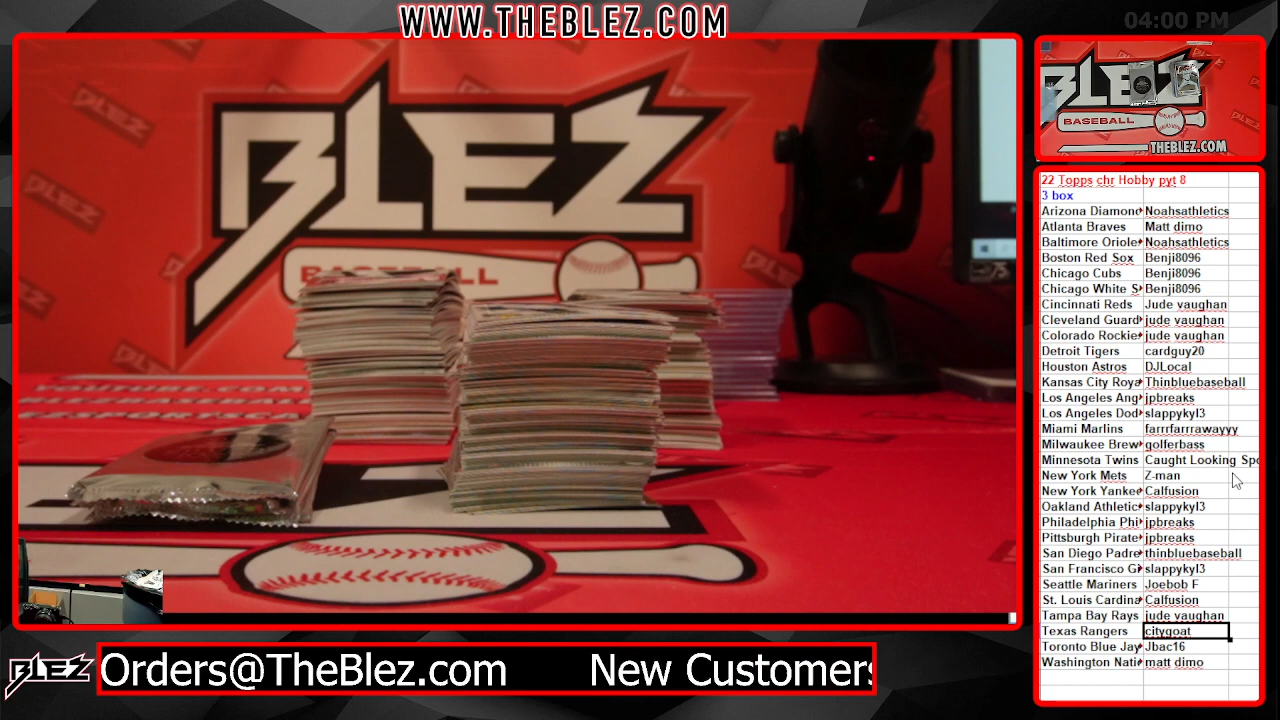 WWW.THEBLEZ.COM
04:00 PM
BLEZ
BASEBALL
BLEZ
BASEBALL
THEBLEZ.COM
22 Topps chr Hobby pyt 8
3 box
Arizona Diamond Noahsathletics
Atlanta Braves Matt dimo
Baltimore Oriole Noahsathletics
Boston Red Sox Benji8096
Chicago Cubs Benji8096
Chicago White S Benji8096
Cincinnati Reds Jude vaughan
Cleveland Guard jude vaughan
Colorado Rockie jude vaughan
Detroit Tigers cardguy20
Houston Astros DJLocal
Kansas City Roya Thinbluebaseball
Los Angeles Ang jpbreaks
Los Angeles Dod slappykyl3
Miami Marlins farrrfarrrawayyy
Milwaukee Brew golferbass
Minnesota Twins Caught Looking Spo
New York Mets Z-man
New York Yankee Calfusion
Oakland Athletic slappykyl3
Philadelphia Phi jpbreaks
Pittsburgh Pirate jpbreaks
San Diego Padre thinbluebaseball
San Francisco Gi slappykyl3
Seattle Mariners Joebob F
St. Louis Cardina Calfusion
Tampa Bay Rays jude vaughan
Texas Rangers citygoat
Toronto Blue Jay Jbac16
Washington Nati matt dimo
BLEZ
Orders@TheBlez.com New Customers